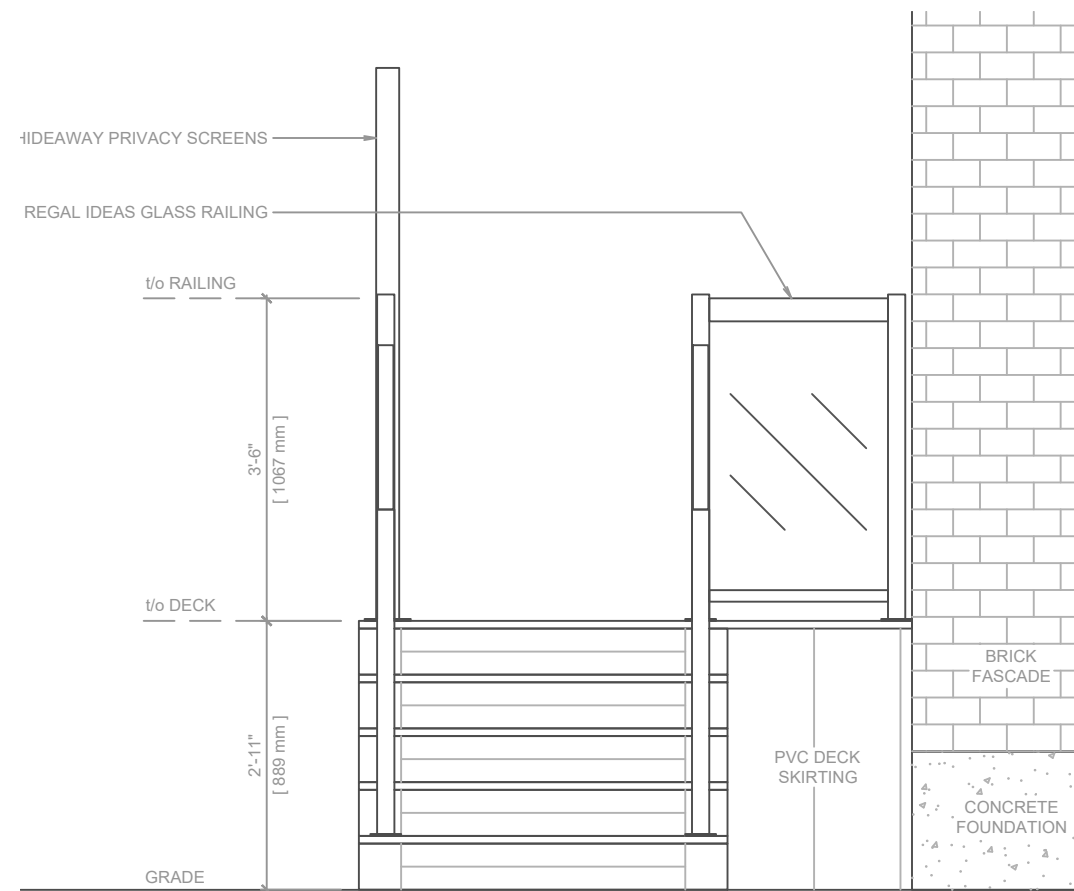 HIDEAWAY PRIVACY SCREENS
REGAL IDEAS GLASS RAILING
t/o RAILING
3'-6"
[ 1067 mm ]
t/o DECK
2'-11"
[ 889 mm ]
GRADE
BRICK
FASCADE
PVC DECK
SKIRTING
CONCRETE
FOUNDATION